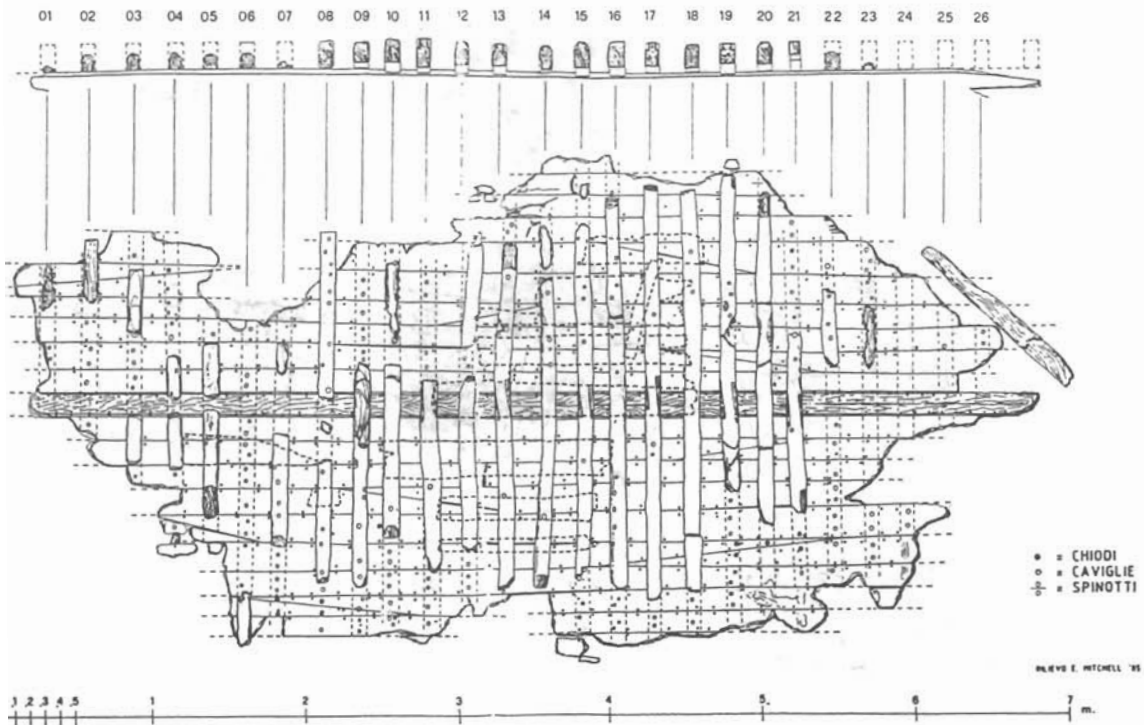 01 02 03 04 05 06 07 08 09 10 11 12 13 14 15 16 17 18 19 20 21 22 23 24 25 26
• = CHIODI
o = CAVIGLIE
= SPINOTTI
RILIEVO E. MITCHELL '85
.1 .2 .3 .4 .5 1 2 3 4 5. 6 7 m.